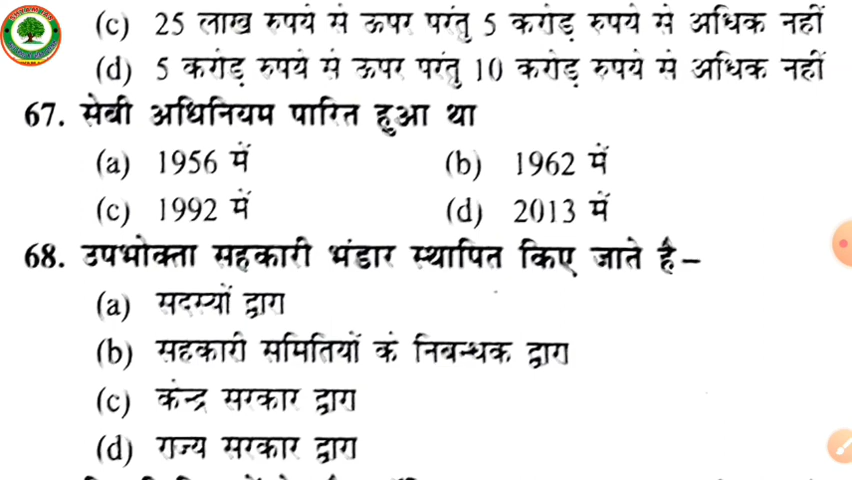 (c) 25 लाख रुपये से ऊपर परंतु 5 करोड़ रुपये से अधिक नहीं
(d) 5 करोड़ रुपये से ऊपर परंतु 10 करोड़ रुपये से अधिक नहीं
67. सेबी अधिनियम पारित हुआ था
(a) 1956 में (b) 1962 में
(c) 1992 में (d) 2013 में
68. उपभोक्ता सहकारी भंडार स्थापित किए जाते है –
(a) सदस्यों द्वारा
(b) सहकारी समितियों के निबन्धक द्वारा
(c) केन्द्र सरकार द्वारा
(d) राज्य सरकार द्वारा